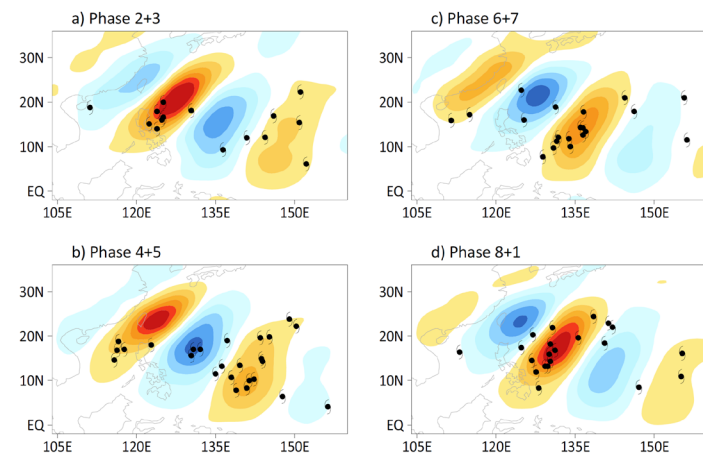 a) Phase 2+3
30N
20N
10N
EQ
105E 120E 135E 150E
c) Phase 6+7
30N
20N
10N
EQ
105E 120E 135E 150E
b) Phase 4+5
30N
20N
10N
EQ
105E 120E 135E 150E
d) Phase 8+1
30N
20N
10N
EQ
105E 120E 135E 150E